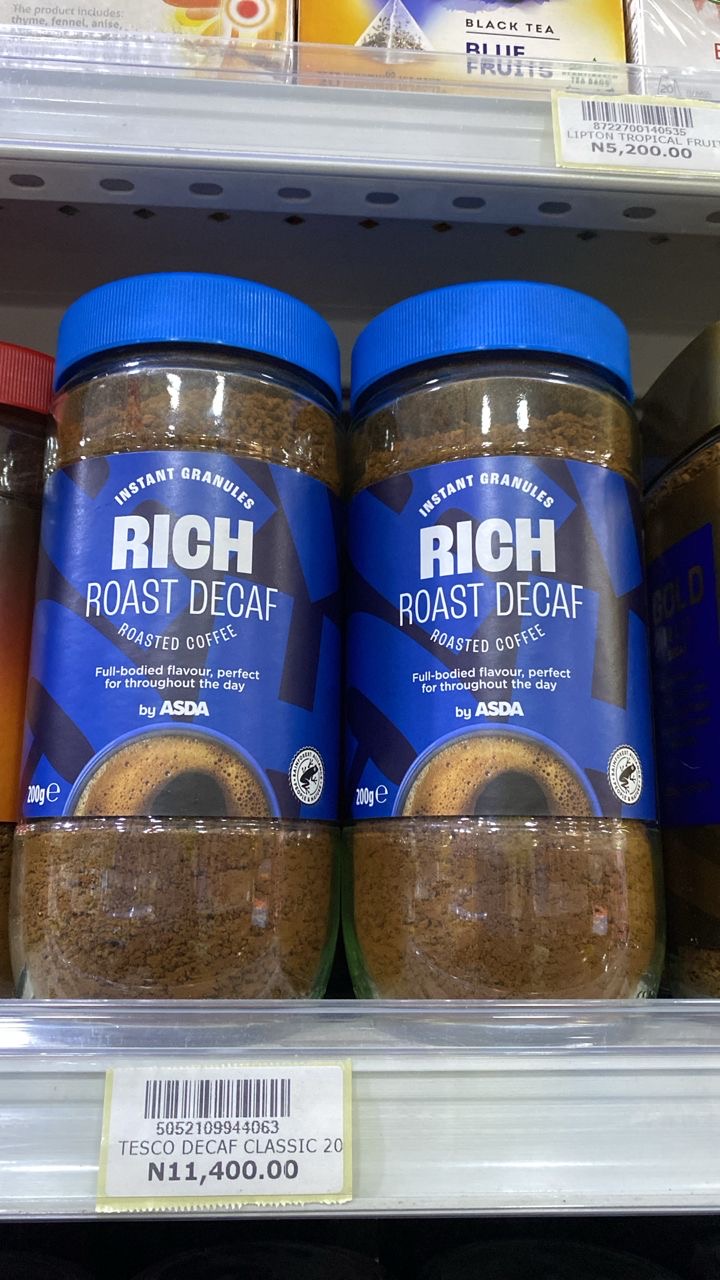 The product includes:
thyme, fennel, anise,
BLACK TEA
BLUE
FRUITS
20
8722700140535
LIPTON TROPICAL FRUIT
N5,200.00
INSTANT GRANULES
RICH
ROAST DECAF
ROASTED COFFEE
Full-bodied flavour, perfect
for throughout the day
by ASDA
200g℮
INSTANT GRANULES
RICH
ROAST DECAF
ROASTED COFFEE
Full-bodied flavour, perfect
for throughout the day
by ASDA
200g℮
GOLD
5052109944063
TESCO DECAF CLASSIC 20
N11,400.00